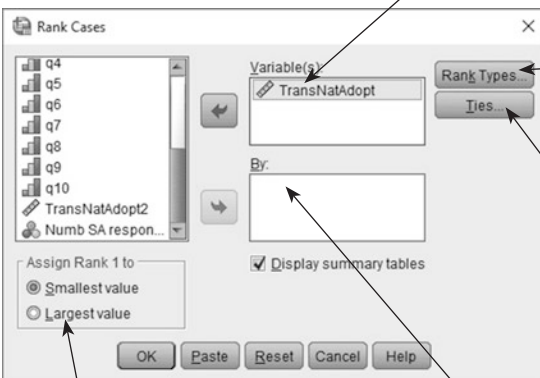 Rank Cases
q4
q5
q6
q7
q8
q9
q10
TransNatAdopt2
Numb SA respon...
Variable(s):
TransNatAdopt
By:
Display summary tables
Rank Types...
Ties...
Assign Rank 1 to
Smallest value
Largest value
OK Paste Reset Cancel Help